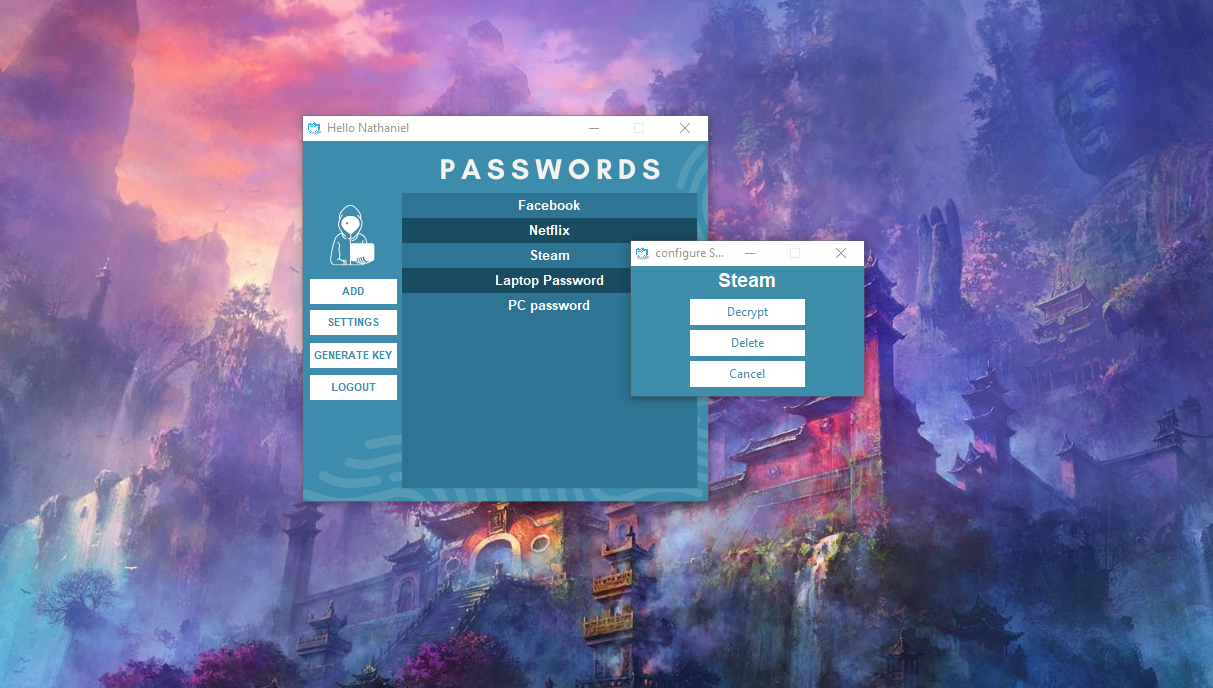 Hello Nathaniel
PASSWORDS
Facebook
Netflix
Steam
Laptop Password
PC password
ADD
SETTINGS
GENERATE KEY
LOGOUT
configure S...
Steam
Decrypt
Delete
Cancel